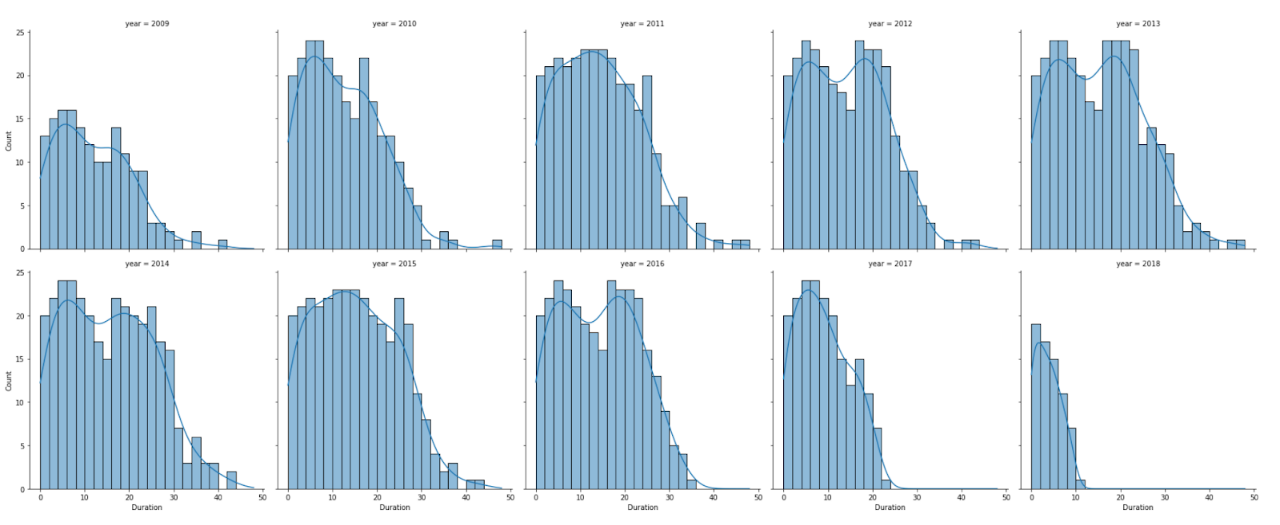 year = 2009
year = 2010
year = 2011
year = 2012
year = 2013
25
20
15
10
5
0
Count
year = 2014
year = 2015
year = 2016
year = 2017
year = 2018
25
20
15
10
5
0
Count
0 10 20 30 40 50
0 10 20 30 40 50
0 10 20 30 40 50
0 10 20 30 40 50
0 10 20 30 40 50
Duration
Duration
Duration
Duration
Duration